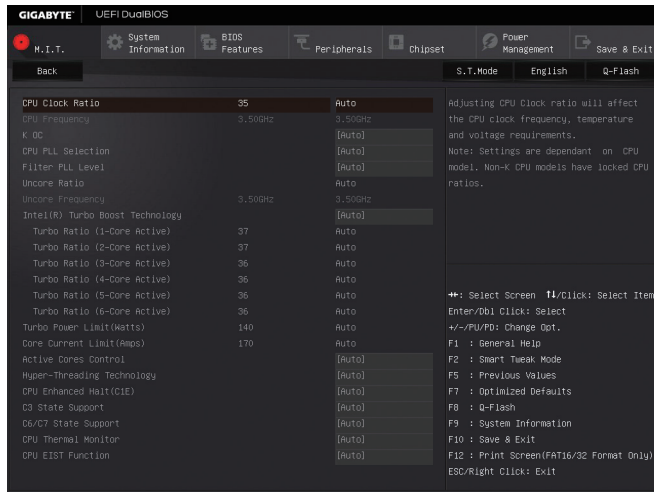 GIGABYTE™ UEFI DualBIOS
M.I.T.
System Information
BIOS Features
Peripherals
Chipset
Power Management
Save & Exit
Back
S.T.Mode English Q-Flash
CPU Clock Ratio 35 Auto
CPU Frequency 3.50GHz 3.50GHz
K OC [Auto]
CPU PLL Selection [Auto]
Filter PLL Level [Auto]
Uncore Ratio Auto
Uncore Frequency 3.50GHz 3.50GHz
Intel(R) Turbo Boost Technology [Auto]
Turbo Ratio (1-Core Active) 37 Auto
Turbo Ratio (2-Core Active) 37 Auto
Turbo Ratio (3-Core Active) 36 Auto
Turbo Ratio (4-Core Active) 36 Auto
Turbo Ratio (5-Core Active) 36 Auto
Turbo Ratio (6-Core Active) 36 Auto
Turbo Power Limit(Watts) 140 Auto
Core Current Limit(Amps) 170 Auto
Active Cores Control [Auto]
Hyper-Threading Technology [Auto]
CPU Enhanced Halt(C1E) [Auto]
C3 State Support [Auto]
C6/C7 State Support [Auto]
CPU Thermal Monitor [Auto]
CPU EIST Function [Auto]
Adjusting CPU Clock ratio will affect
the CPU clock frequency, temperature
and voltage requirements.
Note: Settings are dependant on CPU
model. Non-K CPU models have locked CPU
ratios.
→←: Select Screen ↑↓/Click: Select Item
Enter/Dbl Click: Select
+/-/PU/PD: Change Opt.
F1 : General Help
F2 : Smart Tweak Mode
F5 : Previous Values
F7 : Optimized Defaults
F8 : Q-Flash
F9 : System Information
F10 : Save & Exit
F12 : Print Screen(FAT16/32 Format Only)
ESC/Right Click: Exit